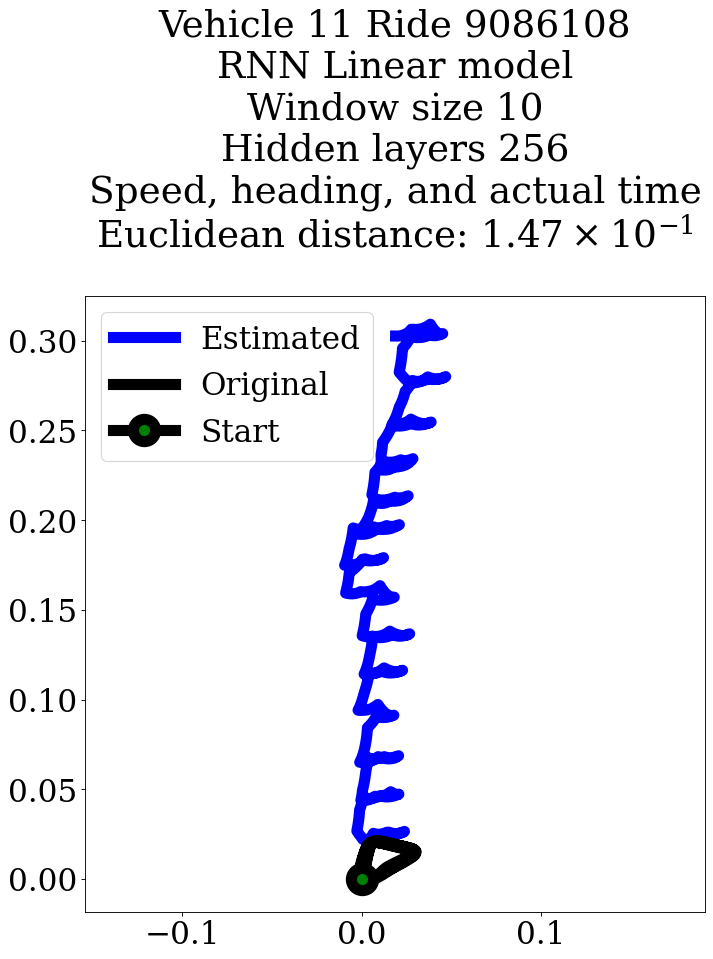 Vehicle 11 Ride 9086108
RNN Linear model
Window size 10
Hidden layers 256
Speed, heading, and actual time
Euclidean distance: 1.47 × 10⁻¹
Estimated
Original
Start
0.30
0.25
0.20
0.15
0.10
0.05
0.00
−0.1 0.0 0.1